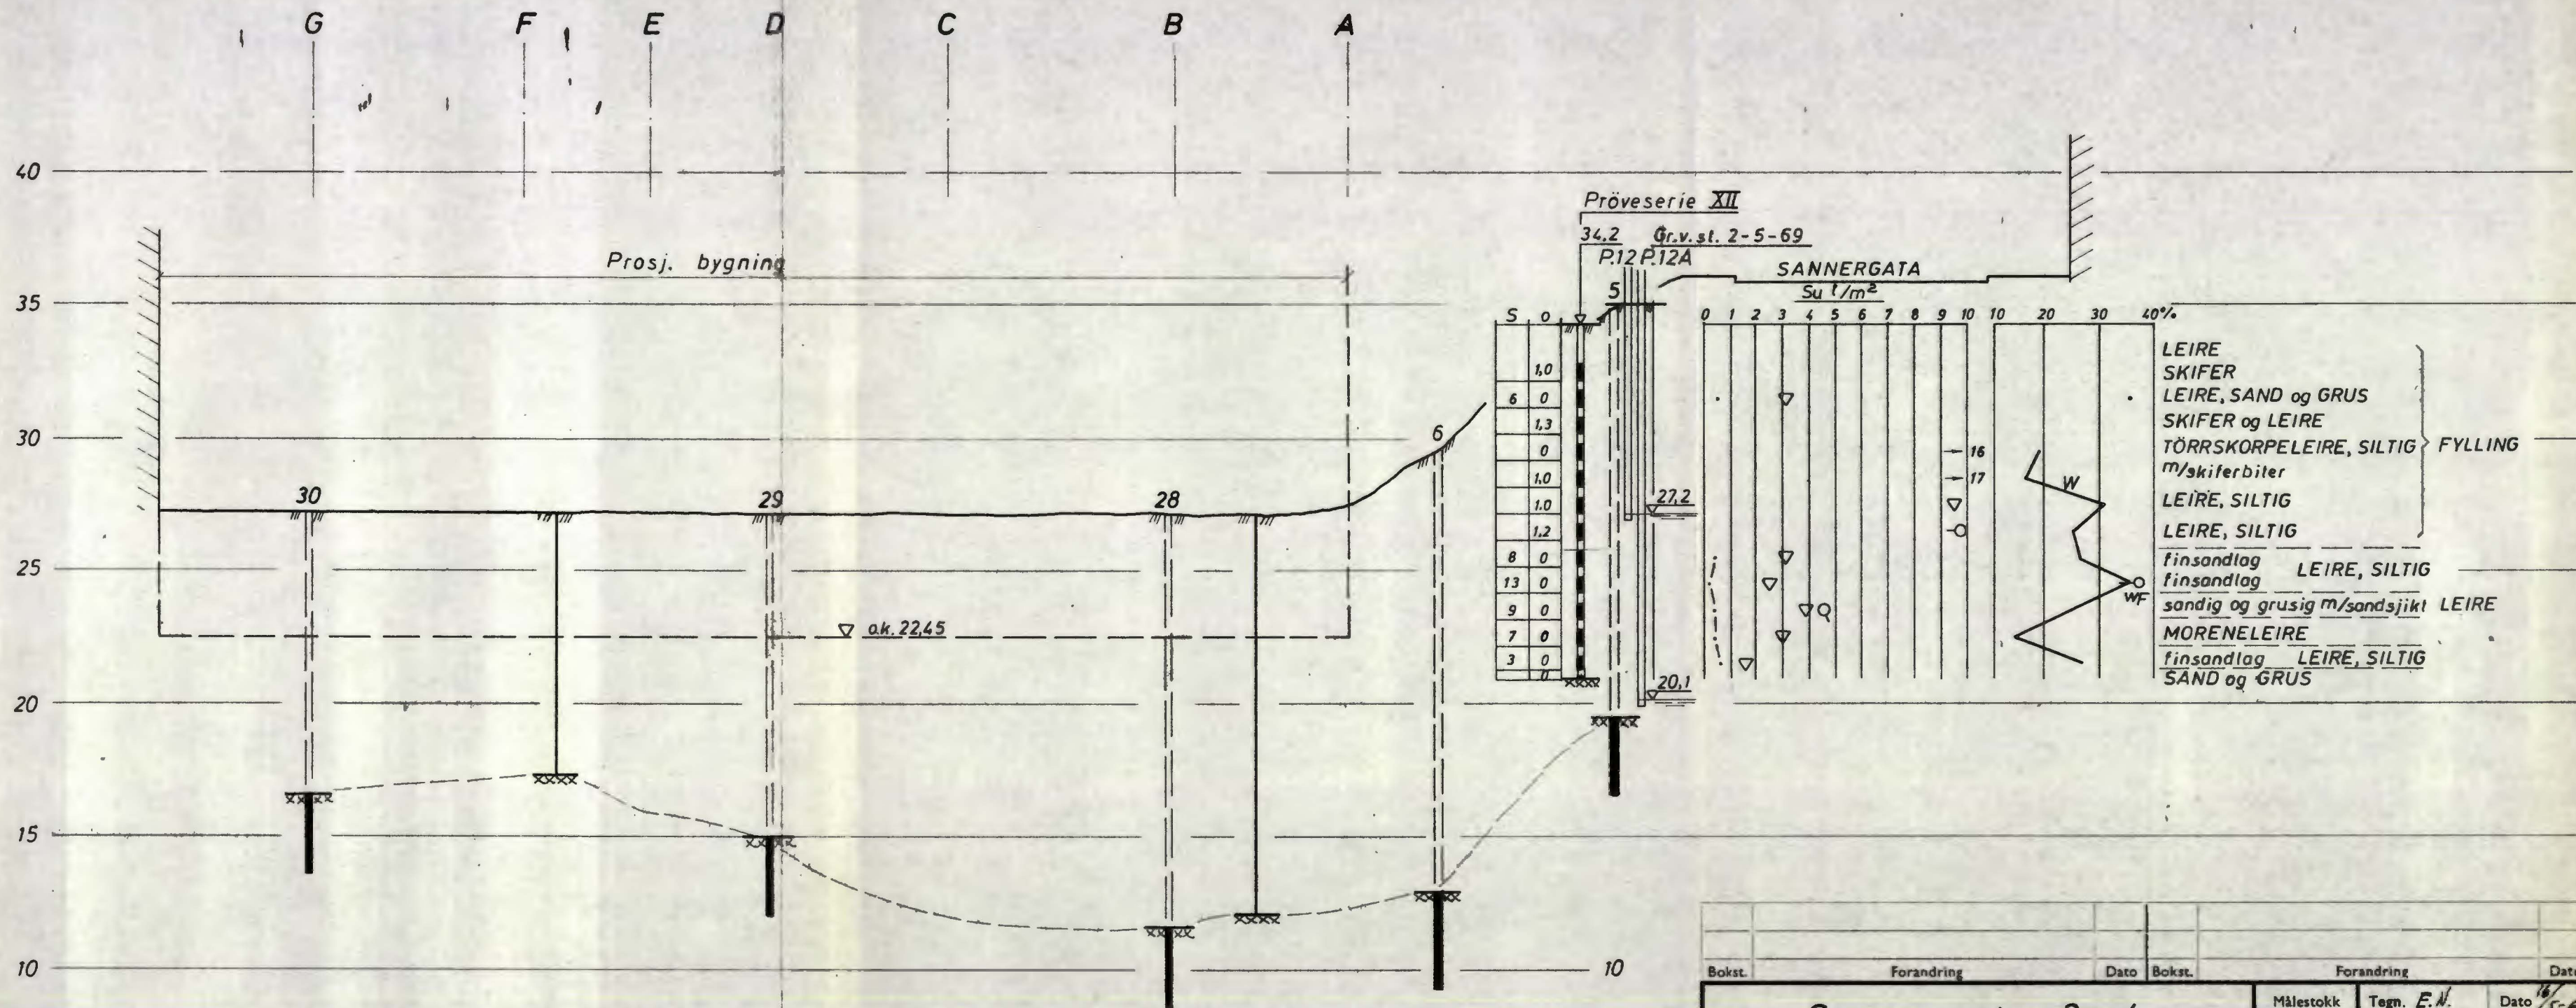 G F E D C B A
40
Pröveserie XII
34,2 Gr.v.st. 2-5-69
P.12 P.12A
Prosj. bygning
SANNERGATA
35
5
Su t/m²
S o
0 1 2 3 4 5 6 7 8 9 10 10 20 30 40%
LEIRE
1,0
SKIFER
6 0
LEIRE, SAND og GRUS
1,3
SKIFER og LEIRE
30
6
0
16
TÖRRSKORPELEIRE, SILTIG
FYLLING
m/skiferbiter
1,0
17
W
30 29 28
1.0
27,2
LEIRE, SILTIG
1,2
LEIRE, SILTIG
25
8 0
finsandlag
LEIRE, SILTIG
13 0
finsandlag
WF
9 0
sandig og grusig m/sandsjikt LEIRE
o.k. 22,45
7 0
MORENELEIRE
3 0
finsandlag LEIRE, SILTIG
0
SAND og GRUS
20,1
20
15
10
10
Bokst. Forandring Dato Bokst. Forandring
Målestokk Tegn. E.N. Dato